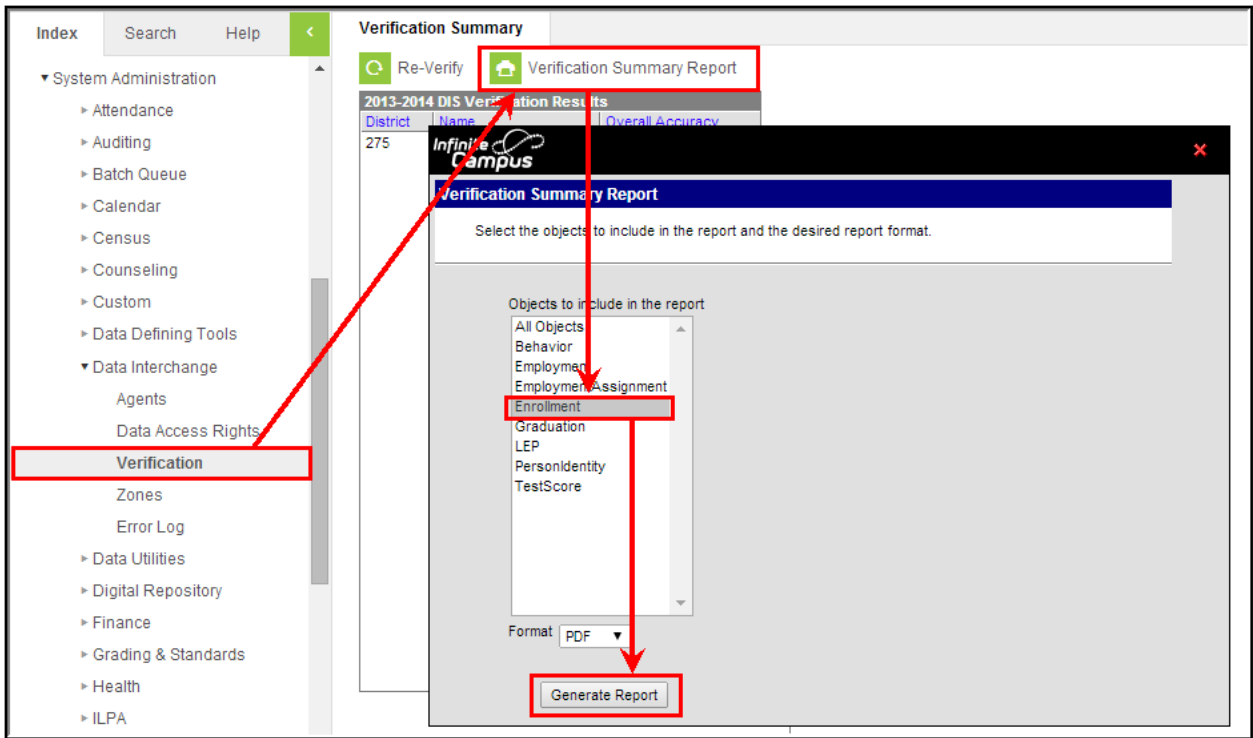 Index Search Help
System Administration
Attendance
Auditing
Batch Queue
Calendar
Census
Counseling
Custom
Data Defining Tools
Data Interchange
Agents
Data Access Rights
Verification
Zones
Error Log
Data Utilities
Digital Repository
Finance
Grading & Standards
Health
ILPA
Verification Summary
Re-Verify Verification Summary Report
2013-2014 DIS Verification Results
District Name Overall Accuracy
275
Infinite Campus
Verification Summary Report
Select the objects to include in the report and the desired report format.
Objects to include in the report
All Objects
Behavior
Employment
EmploymentAssignment
Enrollment
Graduation
LEP
PersonIdentity
TestScore
Format PDF
Generate Report